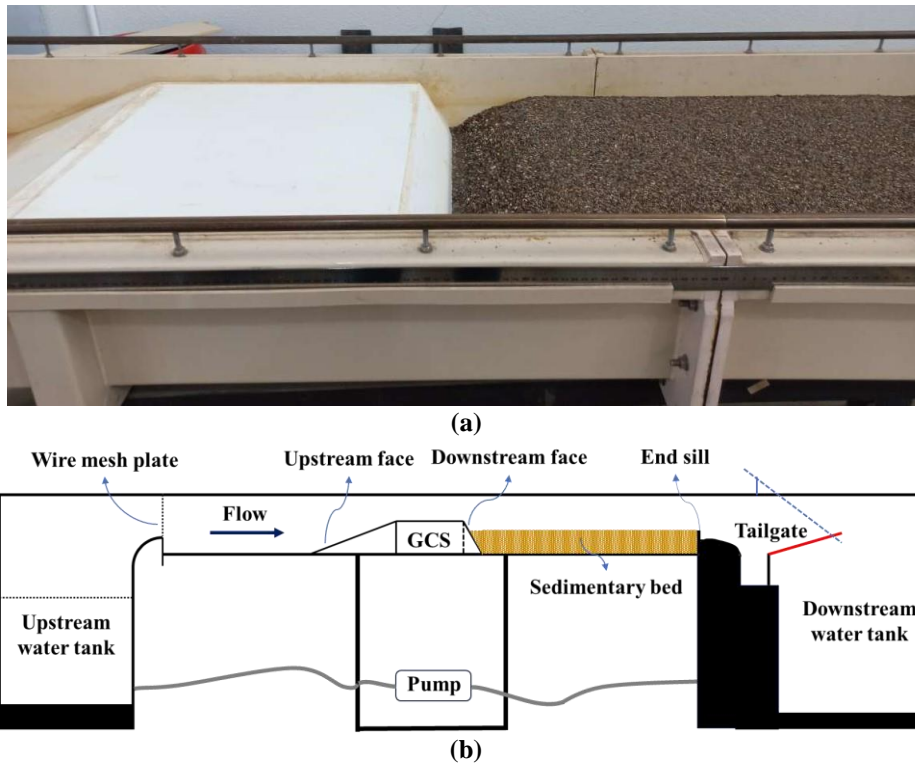 (a)
Wire mesh plate
Upstream face
Downstream face
End sill
Flow
GCS
Tailgate
Sedimentary bed
Upstream
water tank
Downstream
water tank
Pump
(b)